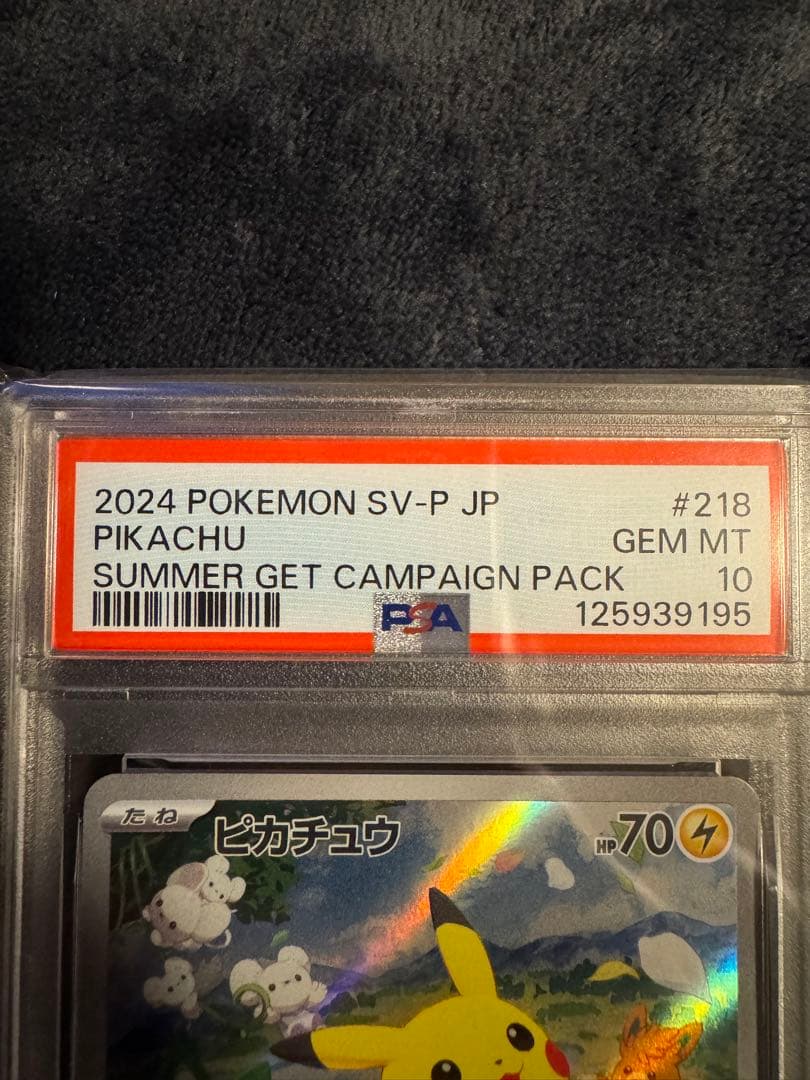 2024 POKEMON SV-P JP #218
PIKACHU GEM MT
SUMMER GET CAMPAIGN PACK 10
PSA 125939195
たね ピカチュウ HP70